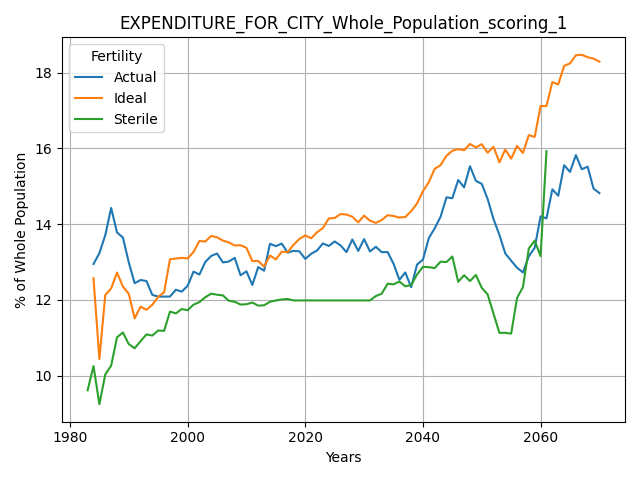 EXPENDITURE_FOR_CITY_Whole_Population_scoring_1
Fertility
Actual
Ideal
Sterile
% of Whole Population
18
16
14
12
10
1980 2000 2020 2040 2060
Years